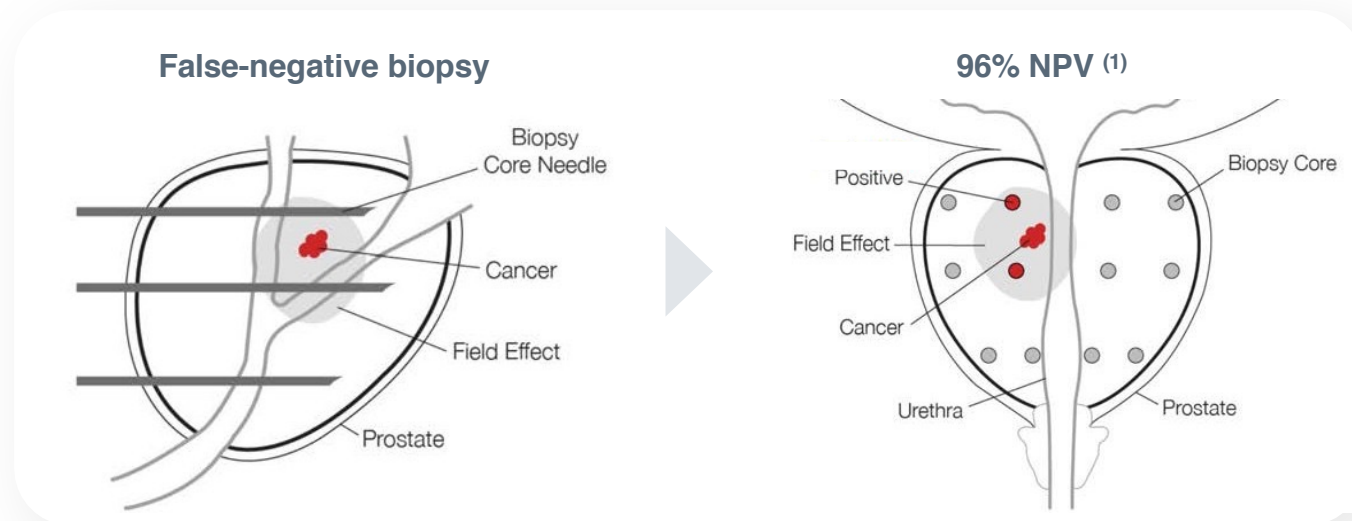 False-negative biopsy
Biopsy
Core Needle
Cancer
Field Effect
Prostate
96% NPV (1)
Positive
Biopsy Core
Field Effect
Cancer
Urethra
Prostate